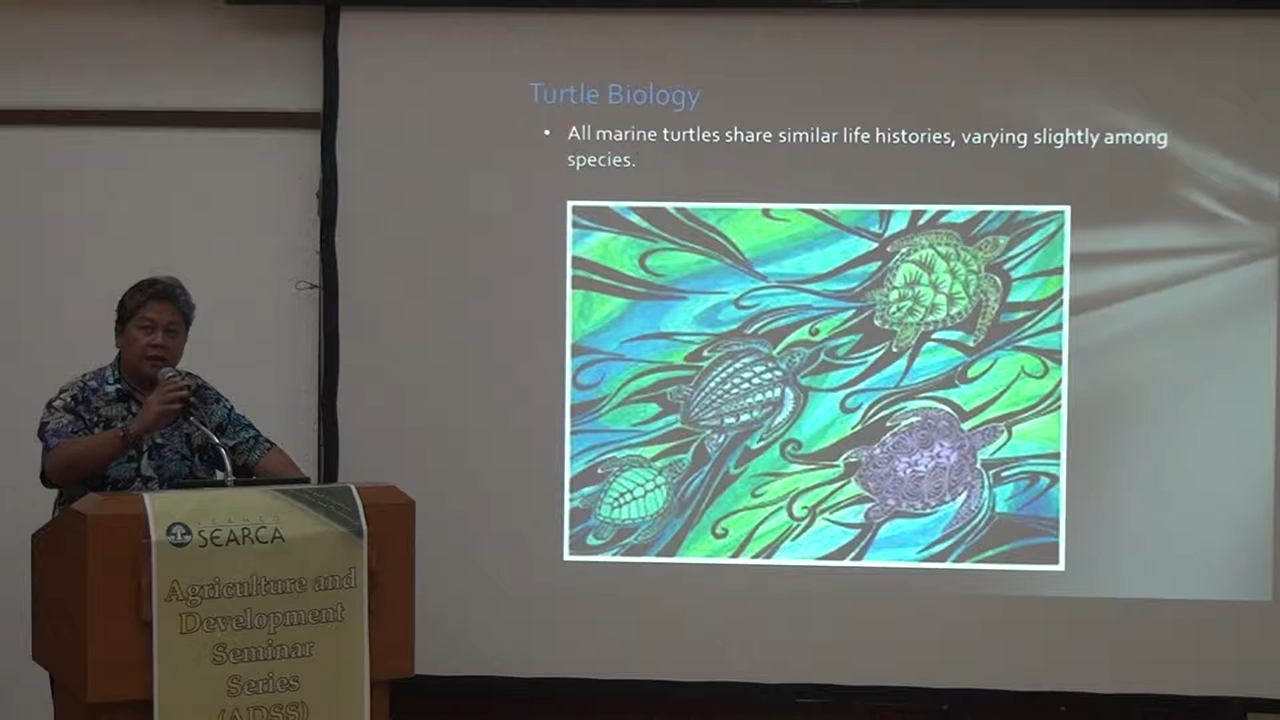 Turtle Biology
• All marine turtles share similar life histories, varying slightly among
species.
SEAMEO
SEARCA
Agriculture and
Development
Seminar
Series
(ADSS)